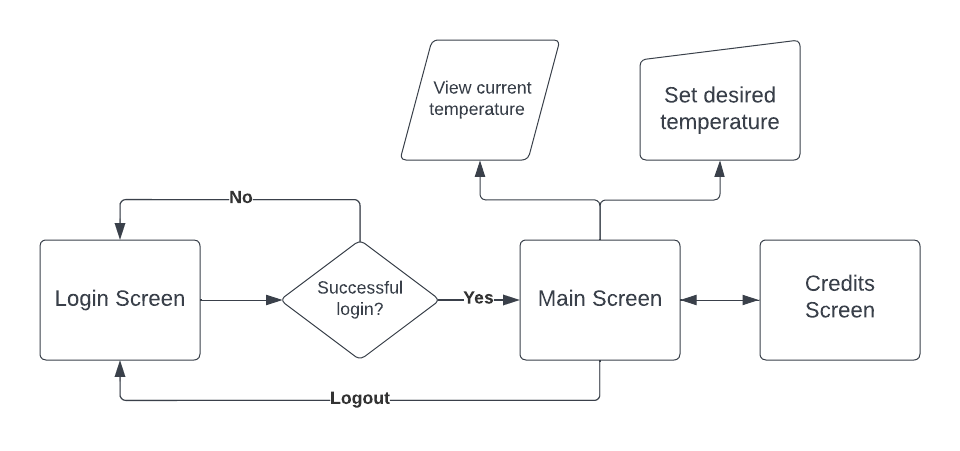 View current
temperature
Set desired
temperature
No
Login Screen
Successful
login?
Yes
Main Screen
Credits
Screen
Logout